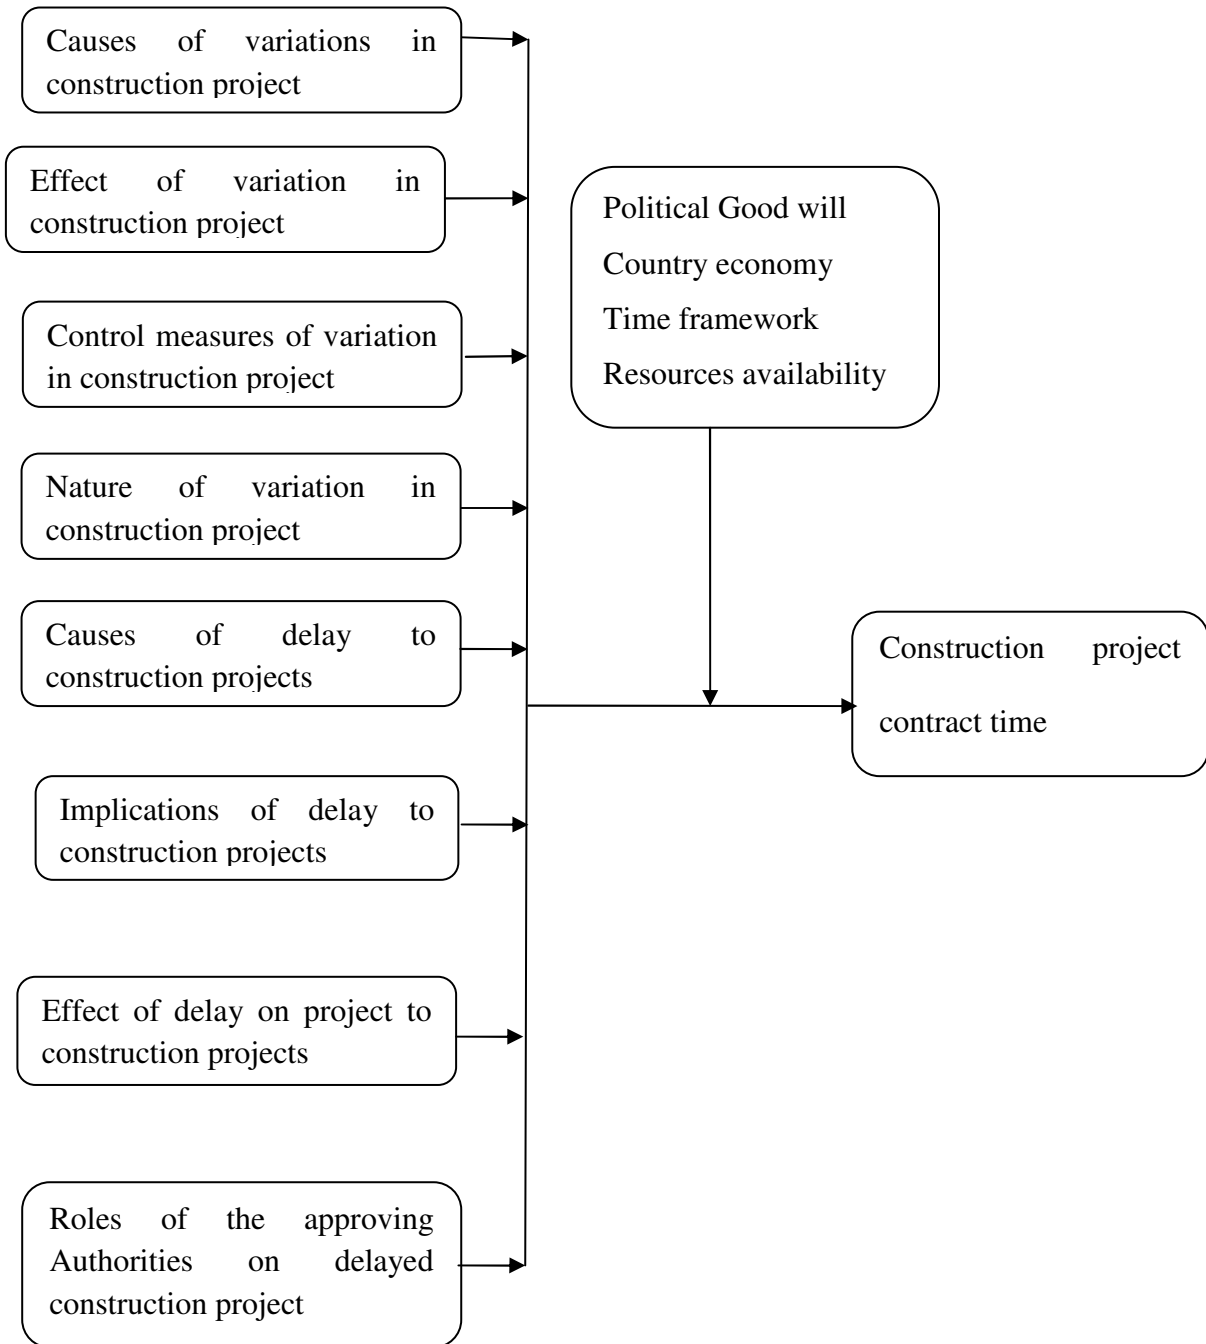 Causes of variations in
construction project
Effect of variation in
construction project
Control measures of variation
in construction project
Nature of variation in
construction project
Causes of delay to
construction projects
Implications of delay to
construction projects
Effect of delay on project to
construction projects
Roles of the approving
Authorities on delayed
construction project
Political Good will
Country economy
Time framework
Resources availability
Construction project
contract time